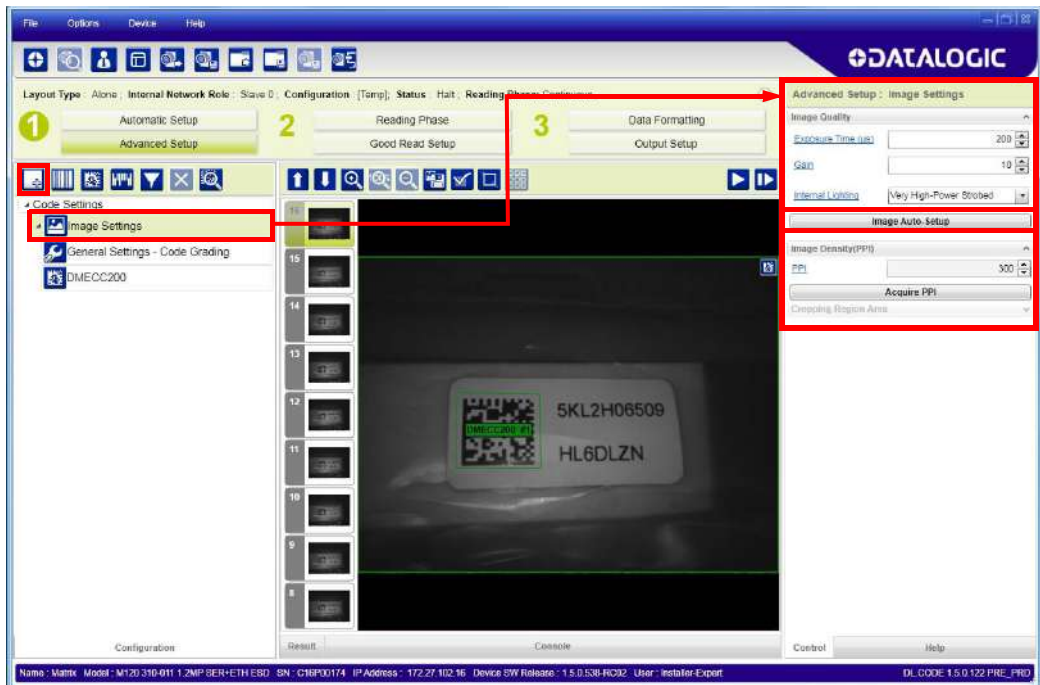 File Options Device Help
DATALOGIC
Layout Type : Alone ; Internal Network Role : Slave 0 ; Configuration : [Temp]; Status : Halt ; Reading Phase: Continuous
1
Automatic Setup
Advanced Setup
2
Reading Phase
Good Read Setup
3
Data Formatting
Output Setup
Code Settings
Image Settings
General Settings - Code Grading
DMECC200
Configuration
16
15
14
13
12
11
10
9
8
DMECC200 #1
5KL2H06509
HL6DLZN
Result
Console
Advanced Setup : Image Settings
Image Quality
Exposure Time (µs) 200
Gain 10
Internal Lighting Very High-Power Strobed
Image Auto-Setup
Image Density(PPI)
PPI 300
Acquire PPI
Cropping Region Area
Control
Help
Name : Matrix Model : M120 310-011 1.2MP SER+ETH ESD SN : C16P00174 IP Address : 172.27.102.16 Device SW Release : 1.5.0.538-RC02 User : Installer-Expert DL.CODE 1.5.0.122 PRE_PRD